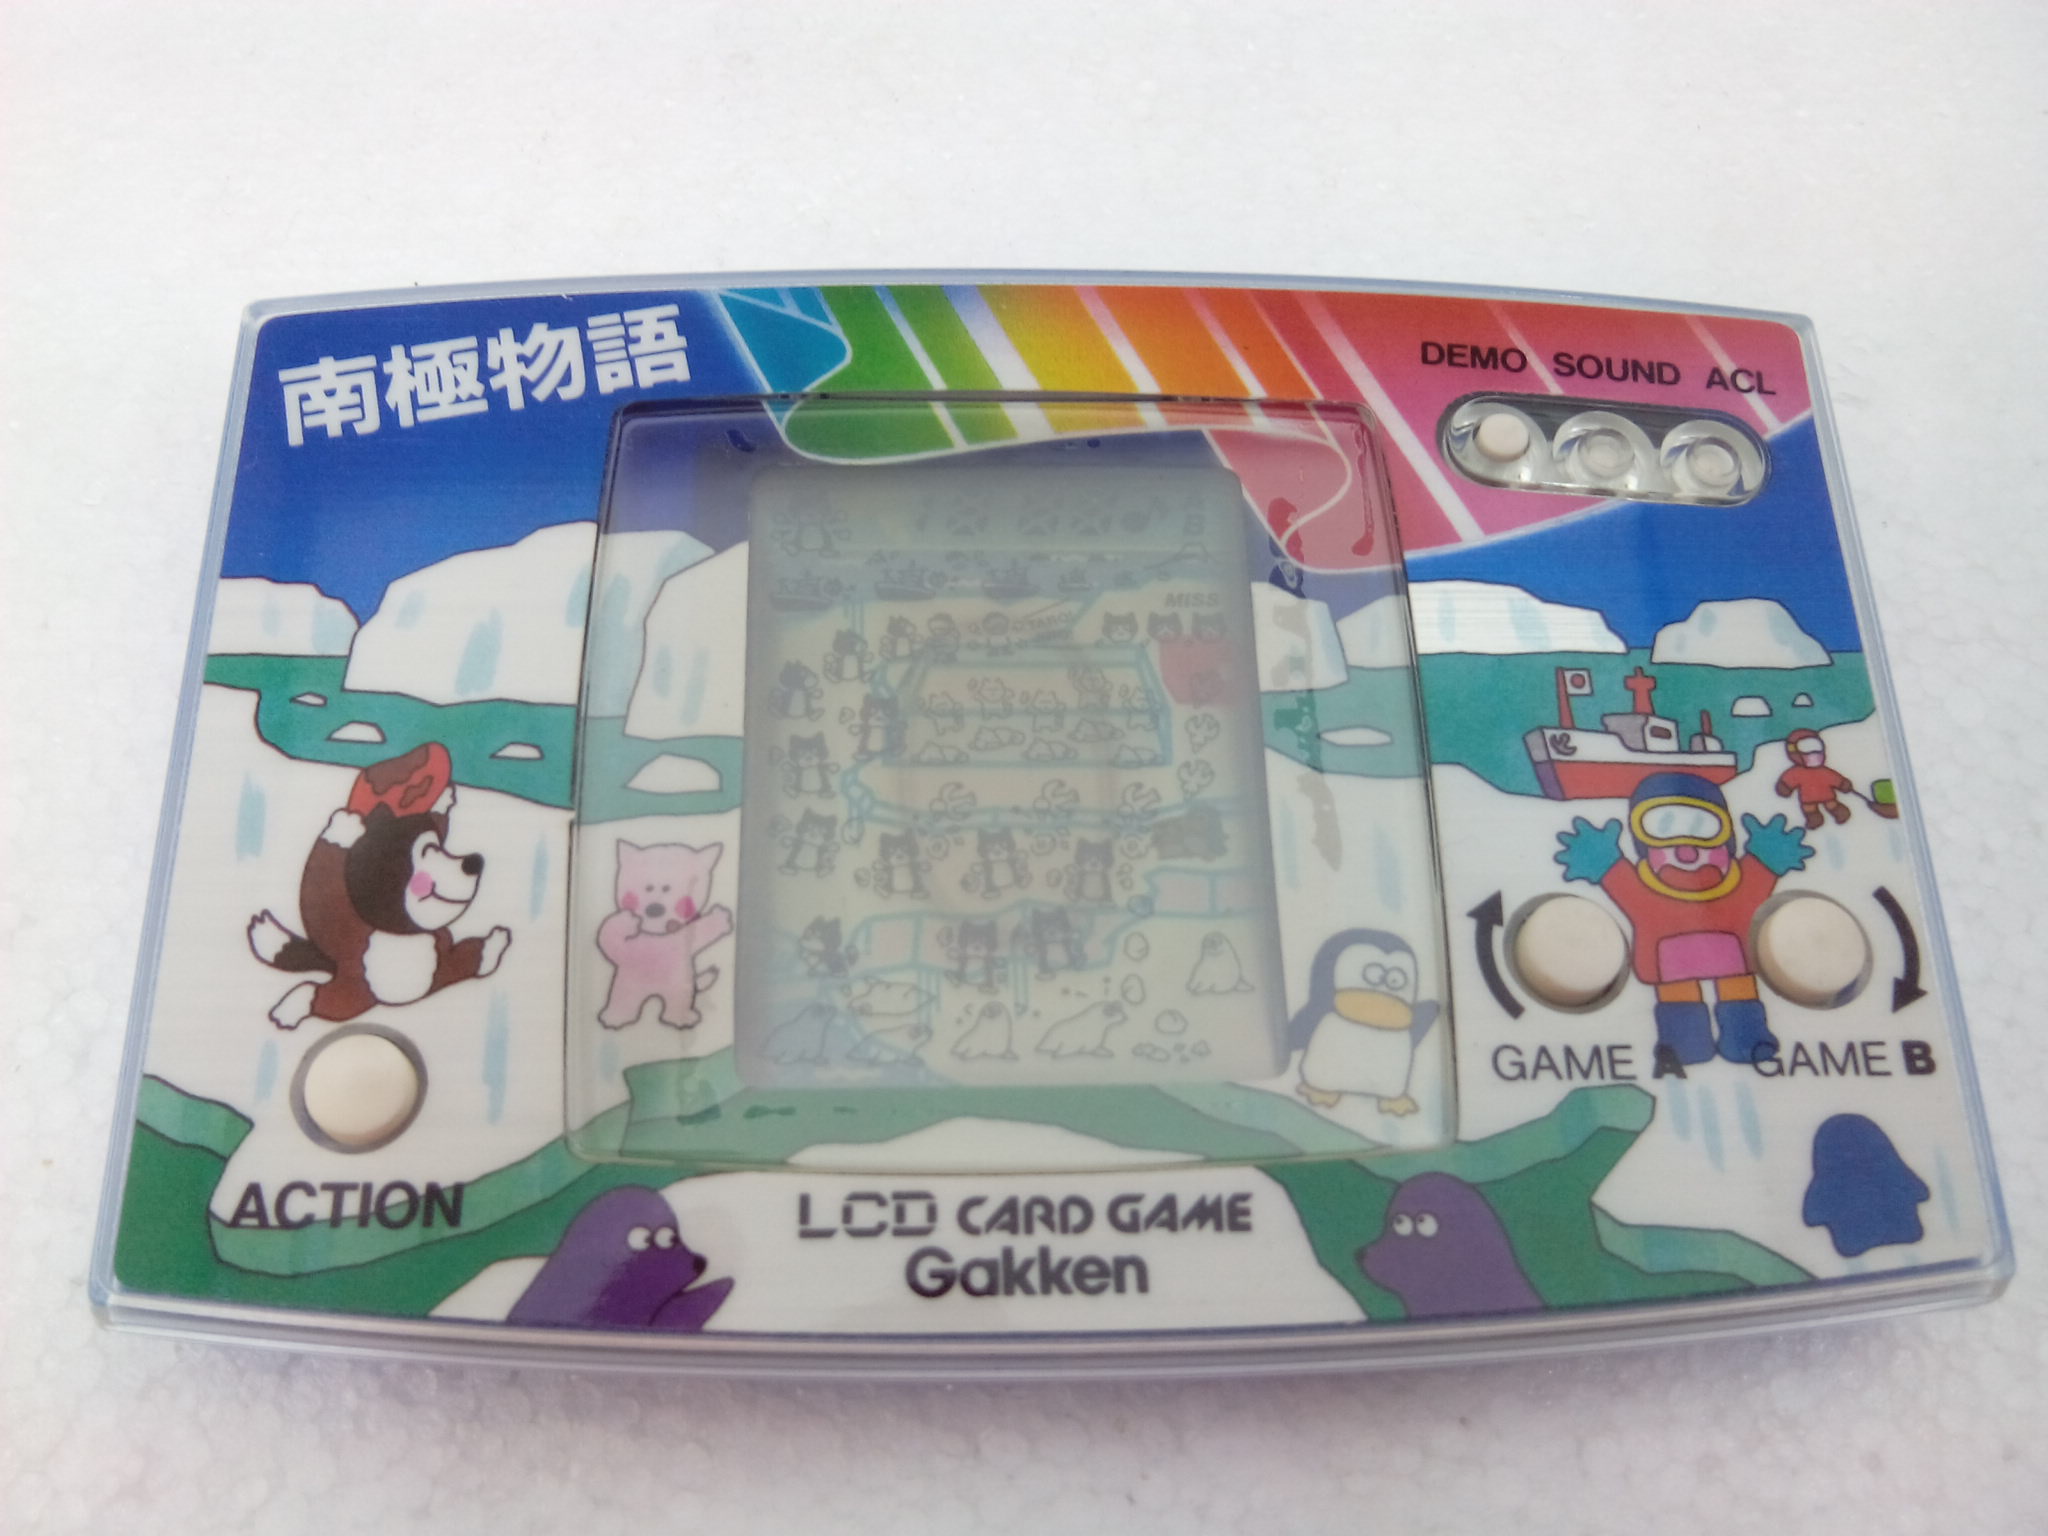 南極物語
DEMO SOUND ACL
MISS
GAME A GAME B
ACTION
LCD CARD GAME
Gakken